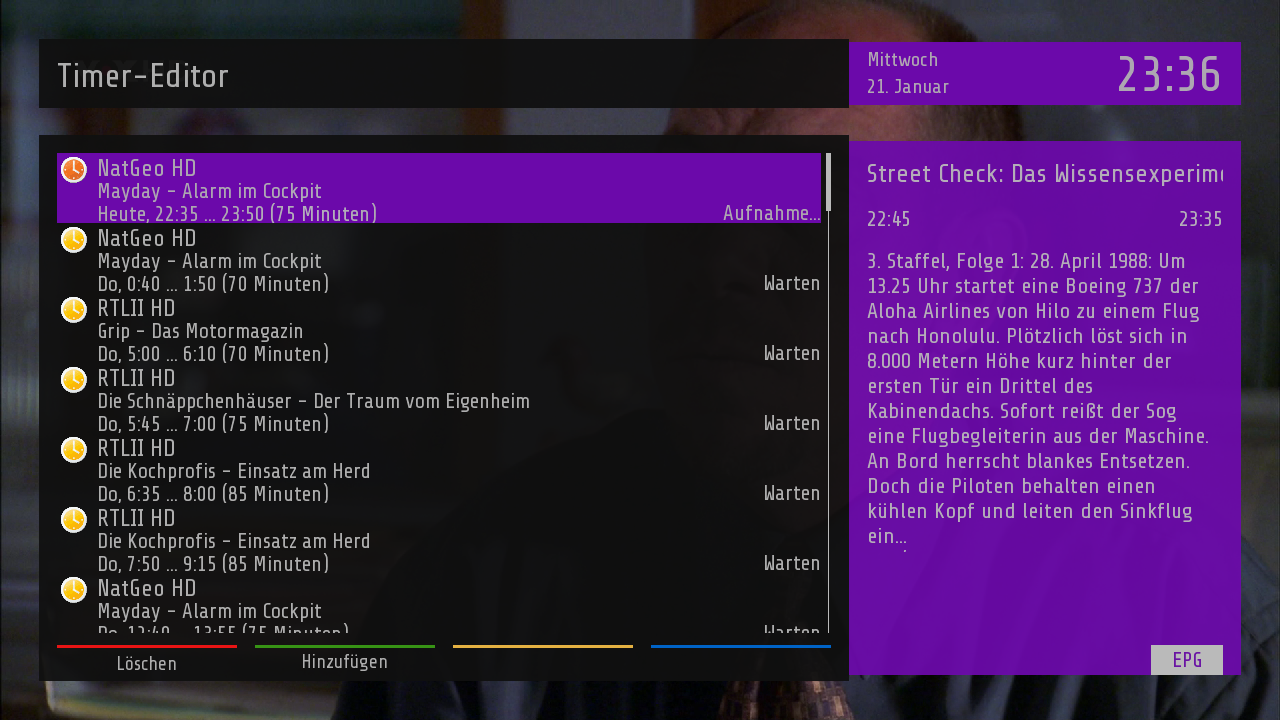 Timer-Editor
Mittwoch
21. Januar
23:36
NatGeo HD
Mayday - Alarm im Cockpit
Heute, 22:35 ... 23:50 (75 Minuten)
Aufnahme...
NatGeo HD
Mayday - Alarm im Cockpit
Do, 0:40 ... 1:50 (70 Minuten)
Warten
RTLII HD
Grip - Das Motormagazin
Do, 5:00 ... 6:10 (70 Minuten)
Warten
RTLII HD
Die Schnäppchenhäuser - Der Traum vom Eigenheim
Do, 5:45 ... 7:00 (75 Minuten)
Warten
RTLII HD
Die Kochprofis - Einsatz am Herd
Do, 6:35 ... 8:00 (85 Minuten)
Warten
RTLII HD
Die Kochprofis - Einsatz am Herd
Do, 7:50 ... 9:15 (85 Minuten)
Warten
NatGeo HD
Mayday - Alarm im Cockpit
Do, 12:40 ... 13:55 (75 Minuten)
Warten
Löschen
Hinzufügen
Street Check: Das Wissensexperime
22:45
23:35
3. Staffel, Folge 1: 28. April 1988: Um
13.25 Uhr startet eine Boeing 737 der
Aloha Airlines von Hilo zu einem Flug
nach Honolulu. Plötzlich löst sich in
8.000 Metern Höhe kurz hinter der
ersten Tür ein Drittel des
Kabinendachs. Sofort reißt der Sog
eine Flugbegleiterin aus der Maschine.
An Bord herrscht blankes Entsetzen.
Doch die Piloten behalten einen
kühlen Kopf und leiten den Sinkflug
ein...
EPG